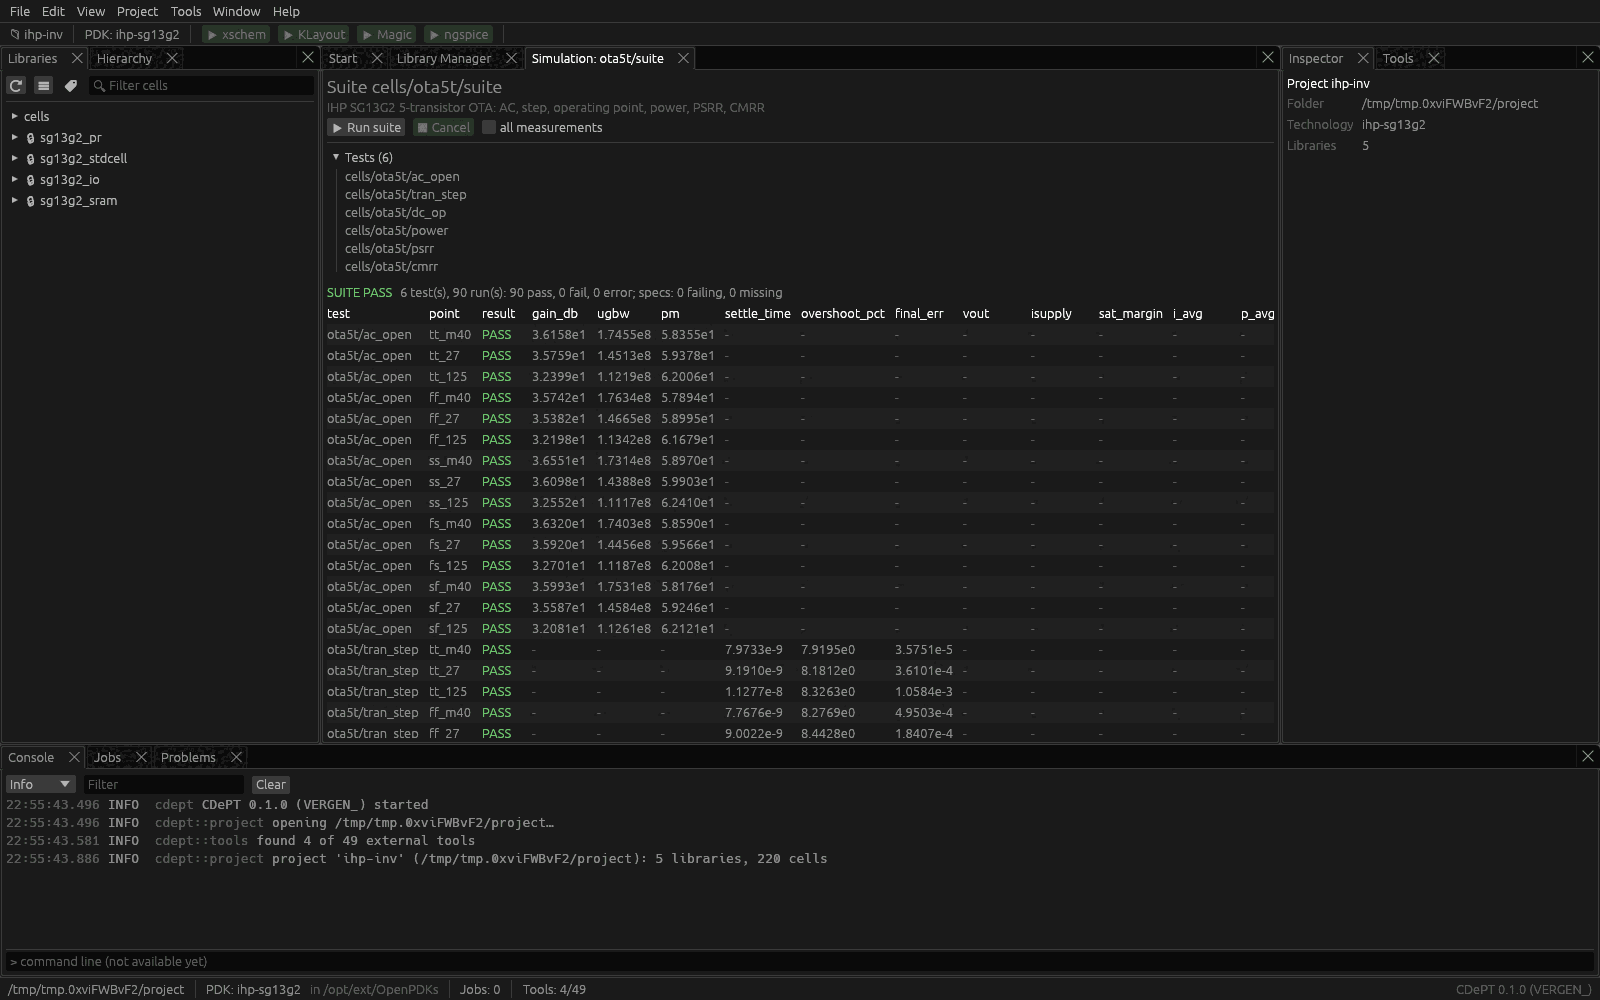 File Edit View Project Tools Window Help
ihp-inv PDK: ihp-sg13g2 xschem KLayout Magic ngspice
Libraries Hierarchy
Filter cells
cells
sg13g2_pr
sg13g2_stdcell
sg13g2_io
sg13g2_sram
Start Library Manager Simulation: ota5t/suite
Suite cells/ota5t/suite
IHP SG13G2 5-transistor OTA: AC, step, operating point, power, PSRR, CMRR
Run suite Cancel all measurements
Tests (6)
cells/ota5t/ac_open
cells/ota5t/tran_step
cells/ota5t/dc_op
cells/ota5t/power
cells/ota5t/psrr
cells/ota5t/cmrr
SUITE PASS 6 test(s), 90 run(s): 90 pass, 0 fail, 0 error; specs: 0 failing, 0 missing
test point result gain_db ugbw pm settle_time overshoot_pct final_err vout isupply sat_margin i_avg p_avg
ota5t/ac_open tt_m40 PASS 3.6158e1 1.7455e8 5.8355e1 - - - - - - - -
ota5t/ac_open tt_27 PASS 3.5759e1 1.4513e8 5.9378e1 - - - - - - - -
ota5t/ac_open tt_125 PASS 3.2399e1 1.1219e8 6.2006e1 - - - - - - - -
ota5t/ac_open ff_m40 PASS 3.5742e1 1.7634e8 5.7894e1 - - - - - - - -
ota5t/ac_open ff_27 PASS 3.5382e1 1.4665e8 5.8995e1 - - - - - - - -
ota5t/ac_open ff_125 PASS 3.2198e1 1.1342e8 6.1679e1 - - - - - - - -
ota5t/ac_open ss_m40 PASS 3.6551e1 1.7314e8 5.8970e1 - - - - - - - -
ota5t/ac_open ss_27 PASS 3.6098e1 1.4388e8 5.9903e1 - - - - - - - -
ota5t/ac_open ss_125 PASS 3.2552e1 1.1117e8 6.2410e1 - - - - - - - -
ota5t/ac_open fs_m40 PASS 3.6320e1 1.7403e8 5.8590e1 - - - - - - - -
ota5t/ac_open fs_27 PASS 3.5920e1 1.4456e8 5.9566e1 - - - - - - - -
ota5t/ac_open fs_125 PASS 3.2701e1 1.1187e8 6.2008e1 - - - - - - - -
ota5t/ac_open sf_m40 PASS 3.5993e1 1.7531e8 5.8176e1 - - - - - - - -
ota5t/ac_open sf_27 PASS 3.5587e1 1.4584e8 5.9246e1 - - - - - - - -
ota5t/ac_open sf_125 PASS 3.2081e1 1.1261e8 6.2121e1 - - - - - - - -
ota5t/tran_step tt_m40 PASS - - - 7.9733e-9 7.9195e0 3.5751e-5 - - - - -
ota5t/tran_step tt_27 PASS - - - 9.1910e-9 8.1812e0 3.6101e-4 - - - - -
ota5t/tran_step tt_125 PASS - - - 1.1277e-8 8.3263e0 1.0584e-3 - - - - -
ota5t/tran_step ff_m40 PASS - - - 7.7676e-9 8.2769e0 4.9503e-4 - - - - -
ota5t/tran_step ff_27 PASS - - - 9.0022e-9 8.4428e0 1.8407e-4 - - - - -
Inspector Tools
Project ihp-inv
Folder /tmp/tmp.0xviFWBvF2/project
Technology ihp-sg13g2
Libraries 5
Console Jobs Problems
Info Filter Clear
22:55:43.496 INFO cdept CDePT 0.1.0 (VERGEN_) started
22:55:43.496 INFO cdept::project opening /tmp/tmp.0xviFWBvF2/project…
22:55:43.581 INFO cdept::tools found 4 of 49 external tools
22:55:43.886 INFO cdept::project project 'ihp-inv' (/tmp/tmp.0xviFWBvF2/project): 5 libraries, 220 cells
> command line (not available yet)
/tmp/tmp.0xviFWBvF2/project PDK: ihp-sg13g2 in /opt/ext/OpenPDKs Jobs: 0 Tools: 4/49 CDePT 0.1.0 (VERGEN_)